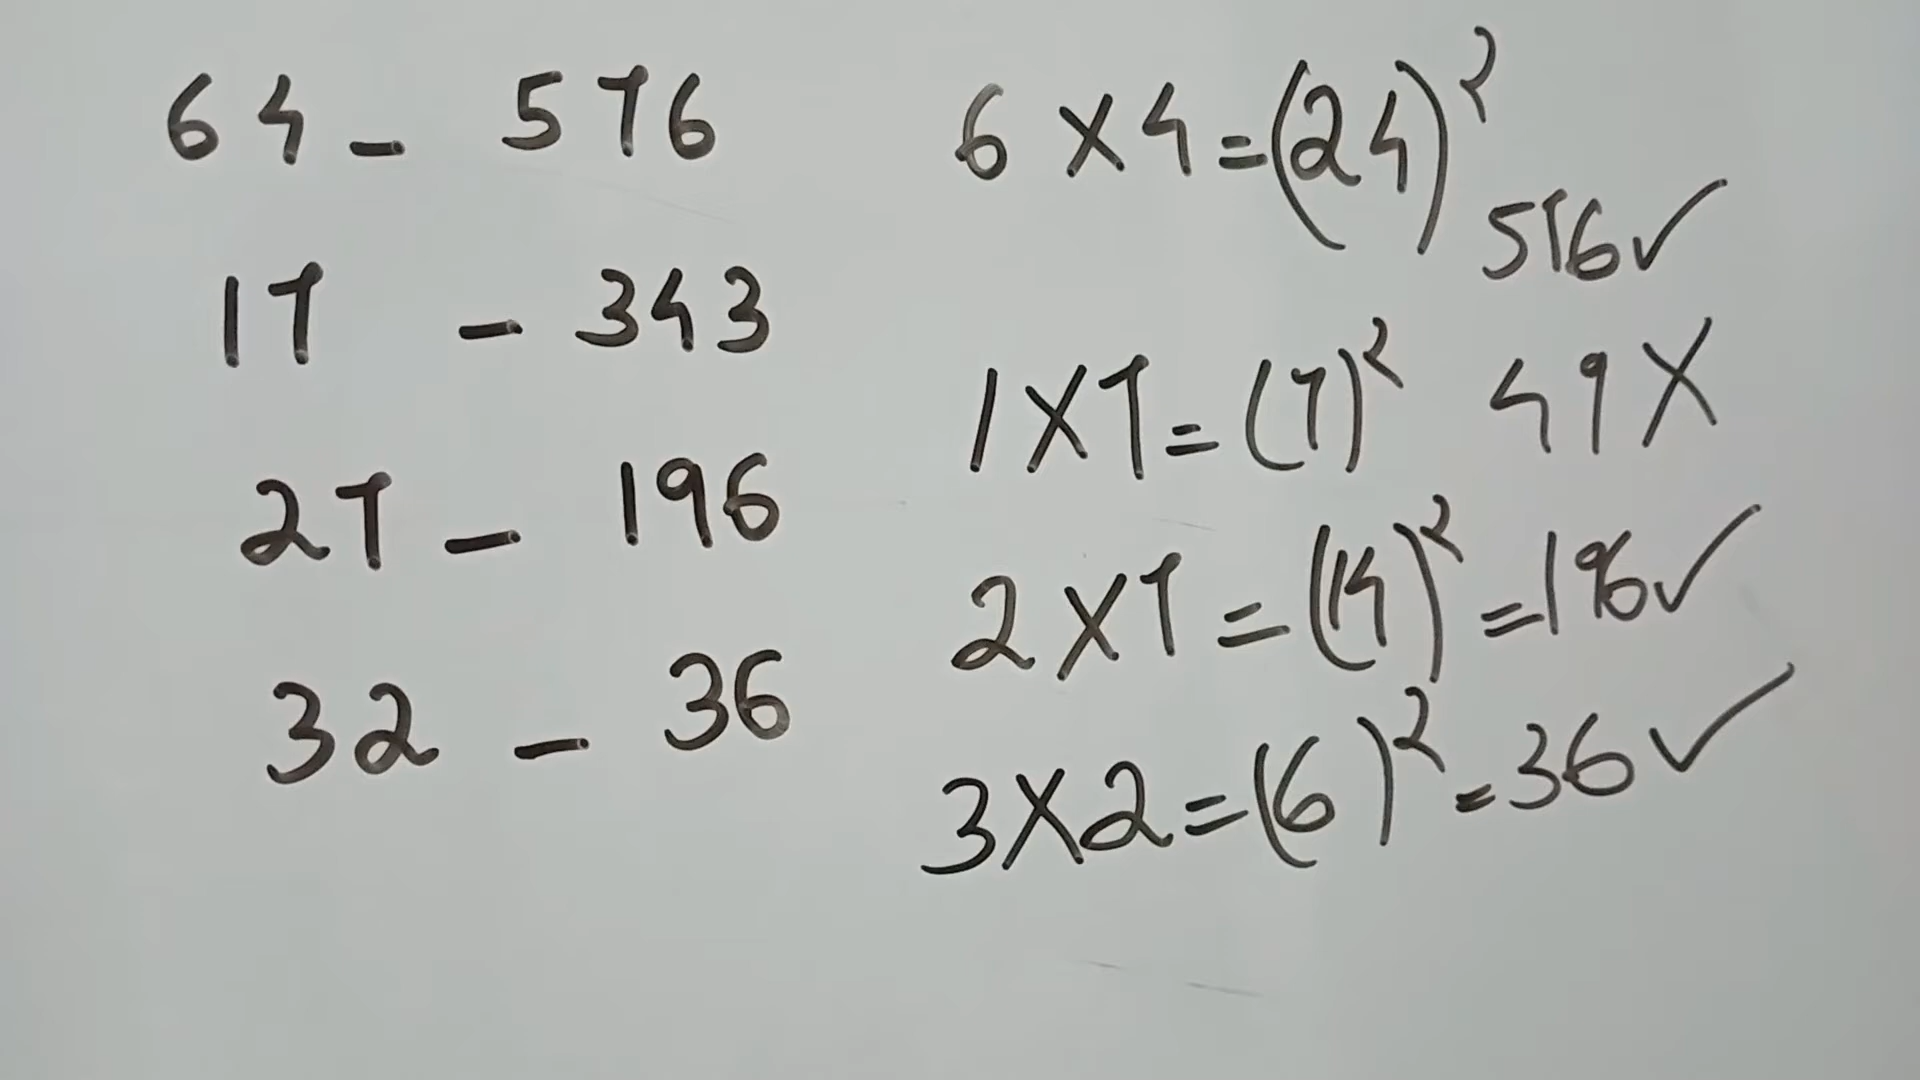 64 - 576
17 - 343
27 - 196
32 - 36
6 × 4 = (24)²
576✓
1 × 7 = (7)² 49 ×
2 × 7 = (14)² = 196✓
3 × 2 = (6)² = 36 ✓